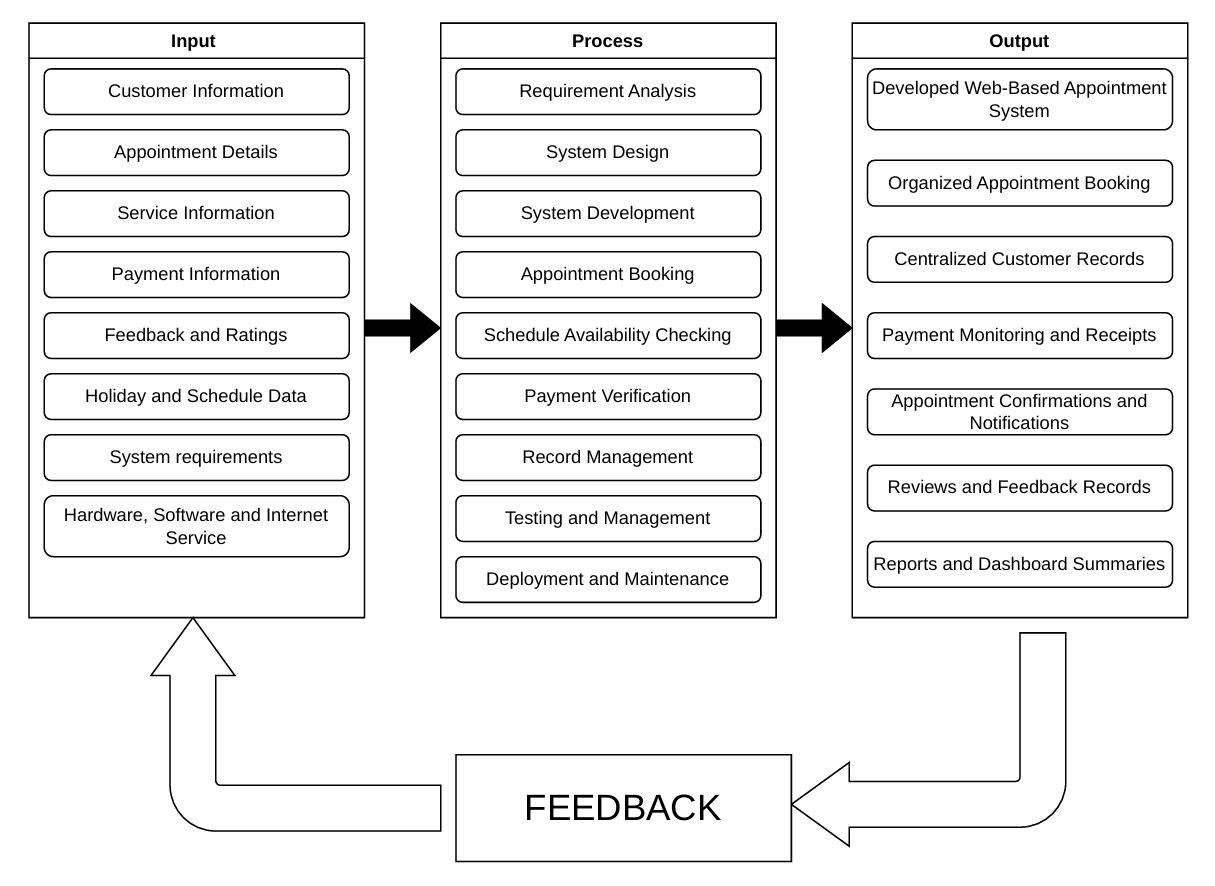 Input
Customer Information
Appointment Details
Service Information
Payment Information
Feedback and Ratings
Holiday and Schedule Data
System requirements
Hardware, Software and Internet
Service
Process
Requirement Analysis
System Design
System Development
Appointment Booking
Schedule Availability Checking
Payment Verification
Record Management
Testing and Management
Deployment and Maintenance
Output
Developed Web-Based Appointment
System
Organized Appointment Booking
Centralized Customer Records
Payment Monitoring and Receipts
Appointment Confirmations and
Notifications
Reviews and Feedback Records
Reports and Dashboard Summaries
FEEDBACK